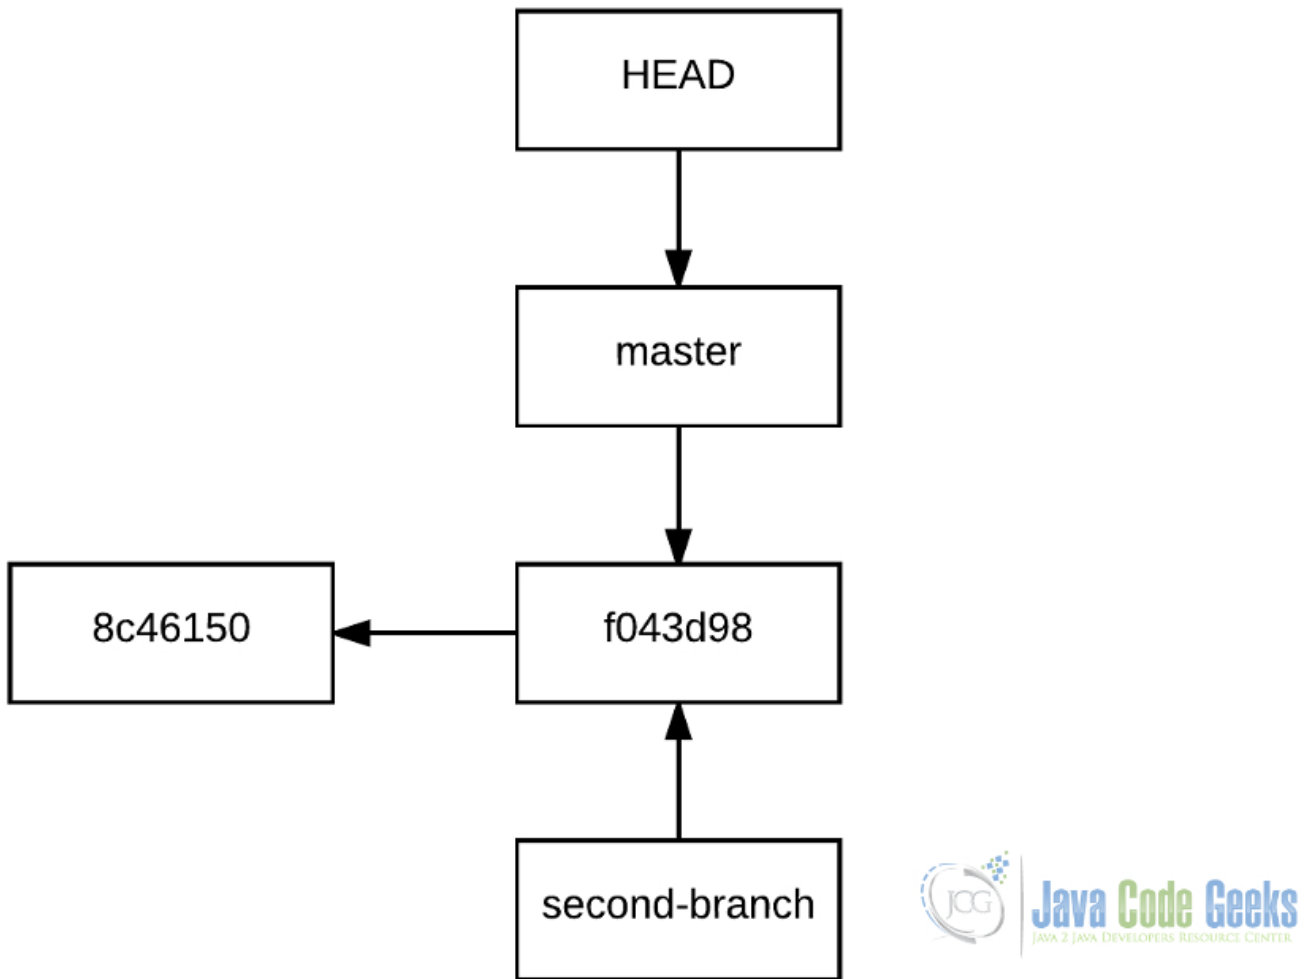 HEAD
master
8c46150
f043d98
second-branch
JCG
Java Code Geeks
JAVA 2 JAVA DEVELOPERS RESOURCE CENTER